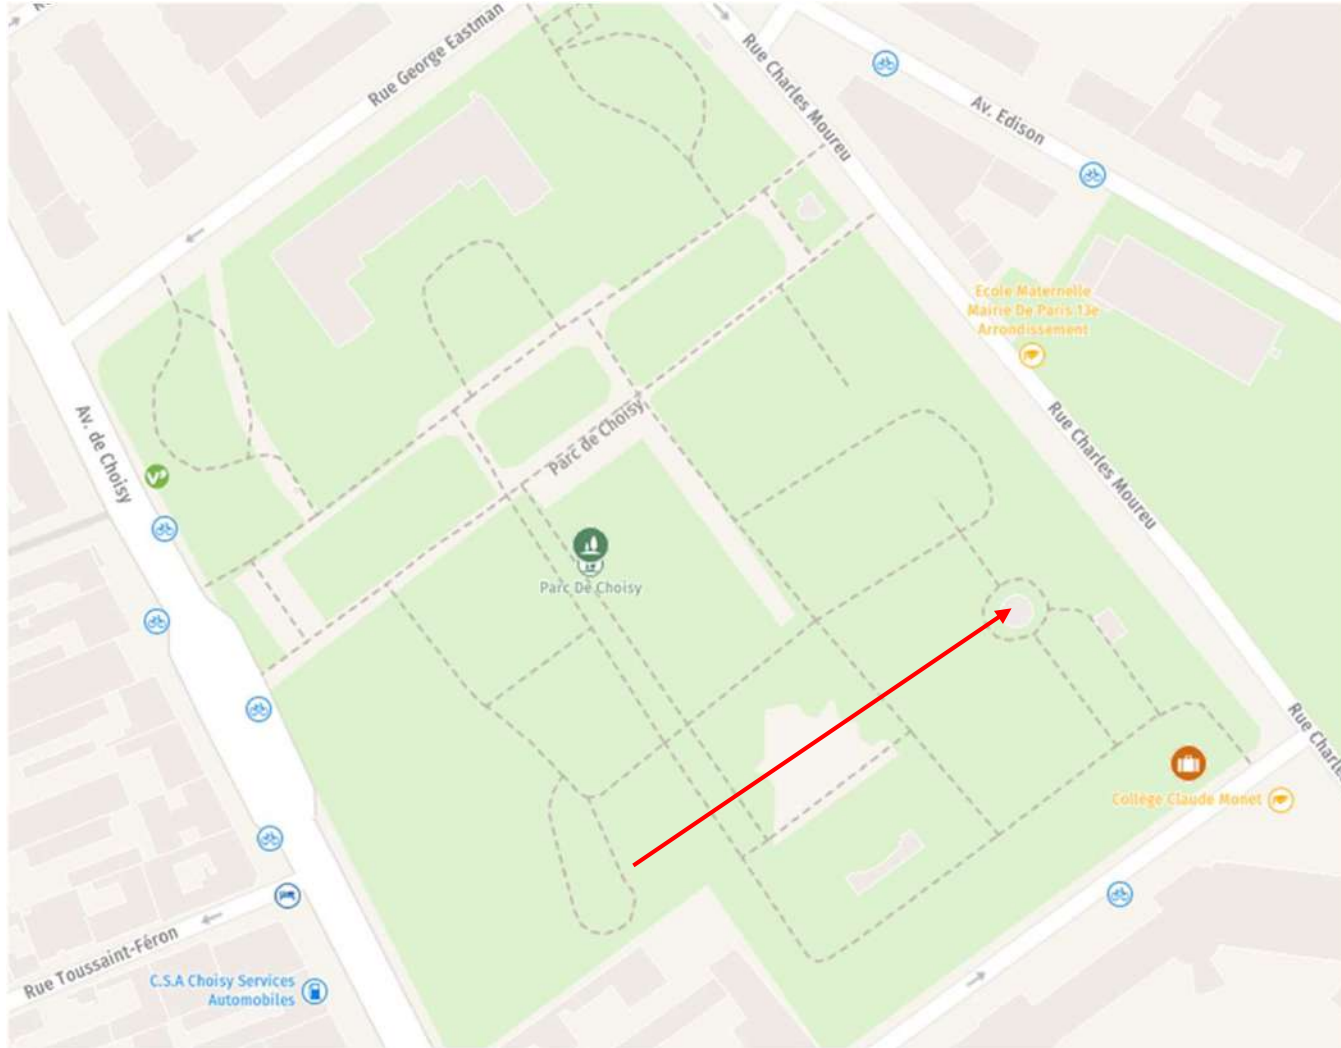 Rue George Eastman
Rue Charles Moureu
Av. Edison
Ecole Maternelle
Mairie De Paris 13e
Arrondissement
Av. de Choisy
Parc de Choisy
Rue Charles Moureu
Parc De Choisy
Rue Charle
Collège Claude Monet
Rue Toussaint-Féron
C.S.A Choisy Services
Automobiles